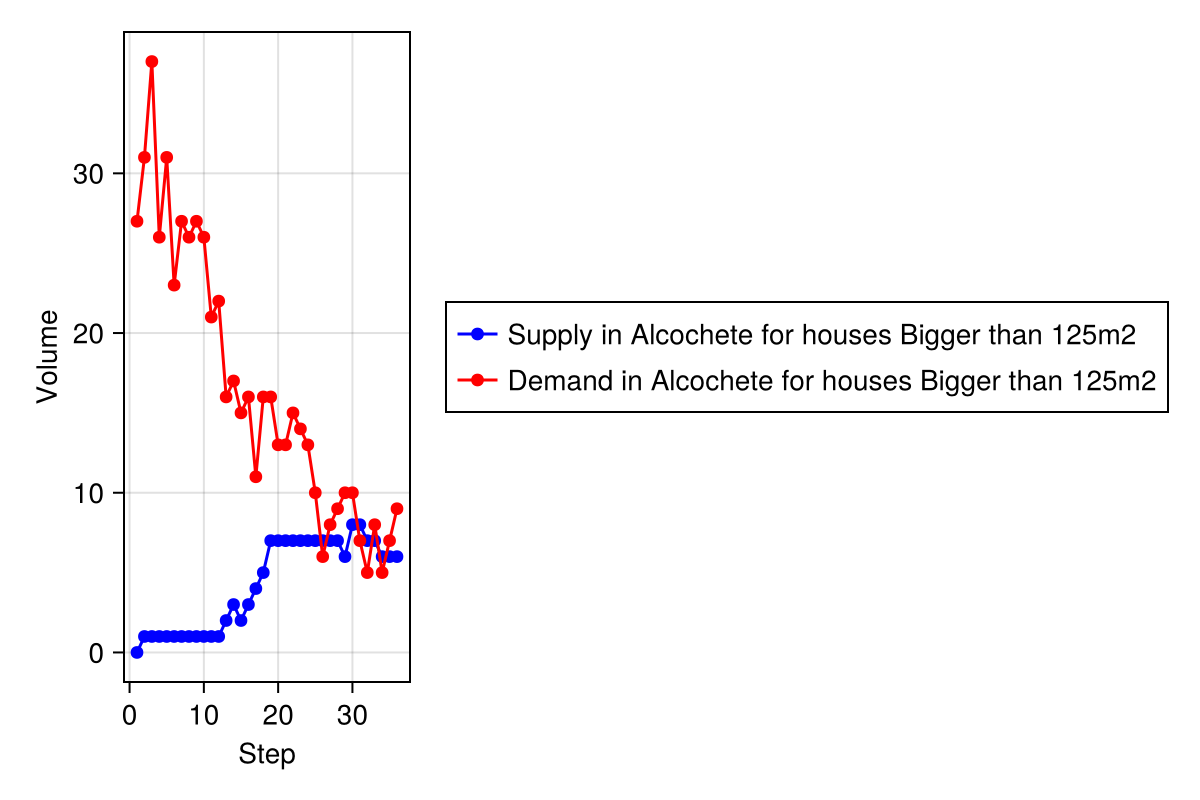 Volume
30
20
10
0
0 10 20 30
Step
Supply in Alcochete for houses Bigger than 125m2
Demand in Alcochete for houses Bigger than 125m2